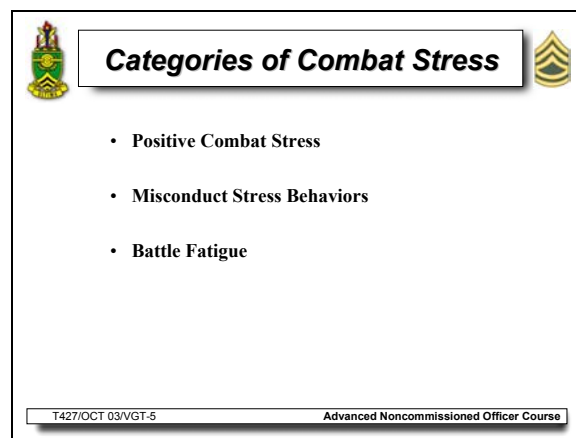 Categories of Combat Stress
• Positive Combat Stress
• Misconduct Stress Behaviors
• Battle Fatigue
T427/OCT 03/VGT-5 Advanced Noncommissioned Officer Course